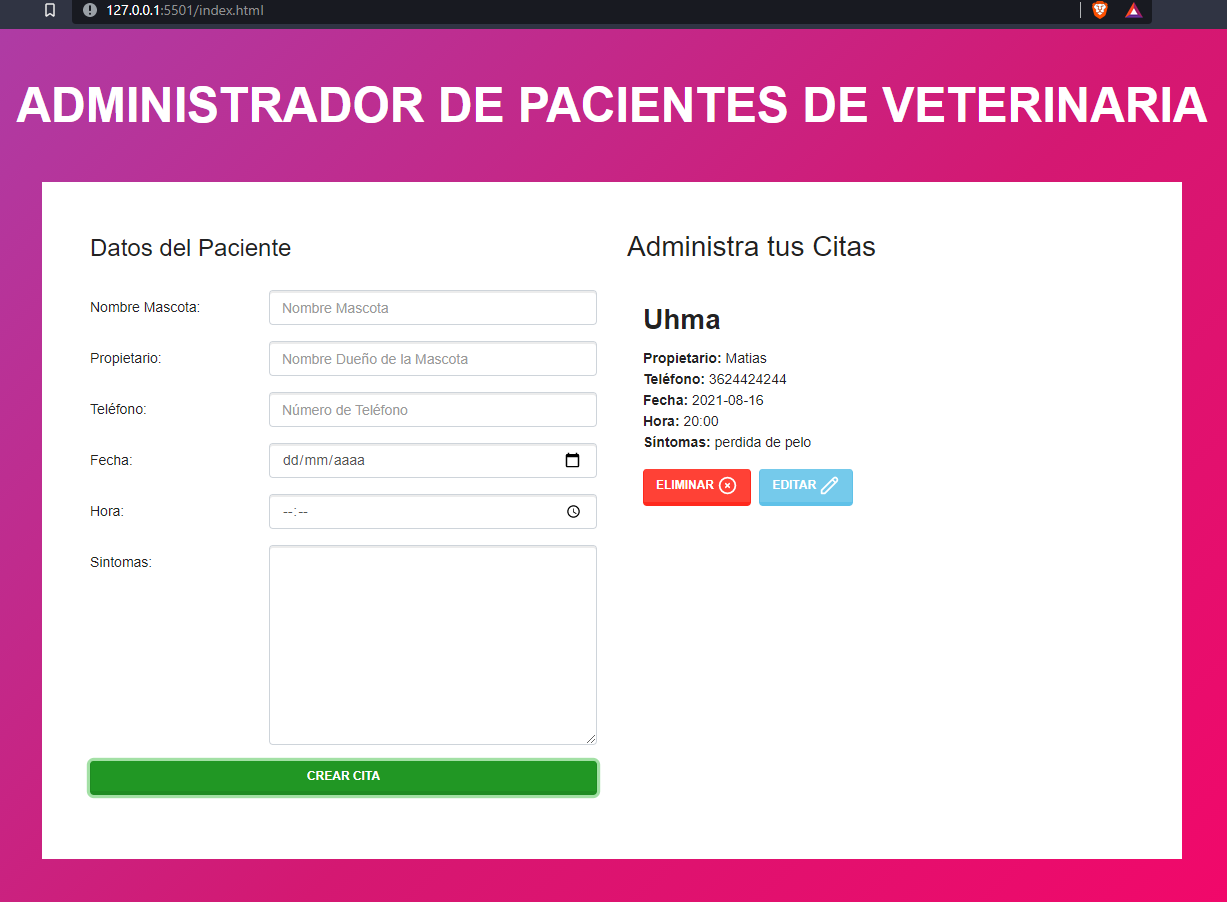 127.0.0.1:5501/index.html
ADMINISTRADOR DE PACIENTES DE VETERINARIA
Datos del Paciente
Nombre Mascota:
Nombre Mascota
Propietario:
Nombre Dueño de la Mascota
Teléfono:
Número de Teléfono
Fecha:
dd/mm/aaaa
Hora:
--:--
Sintomas:
CREAR CITA
Administra tus Citas
Uhma
Propietario: Matias
Teléfono: 3624424244
Fecha: 2021-08-16
Hora: 20:00
Síntomas: perdida de pelo
ELIMINAR
EDITAR